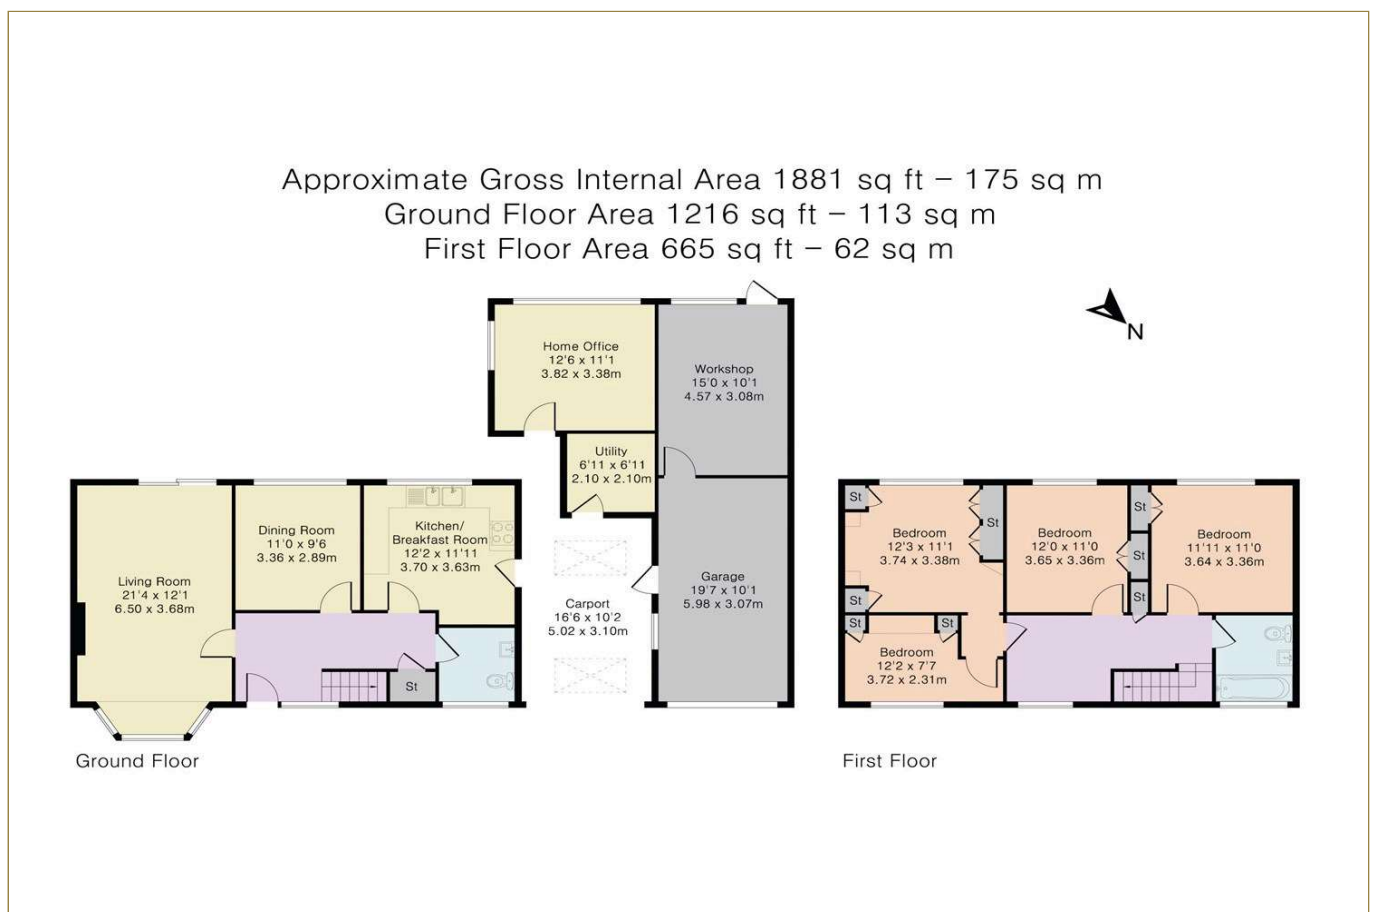 Approximate Gross Internal Area 1881 sq ft – 175 sq m
Ground Floor Area 1216 sq ft – 113 sq m
First Floor Area 665 sq ft – 62 sq m
N
Home Office
12'6 x 11'1
3.82 x 3.38m
Workshop
15'0 x 10'1
4.57 x 3.08m
Utility
6'11 x 6'11
2.10 x 2.10m
Living Room
21'4 x 12'1
6.50 x 3.68m
Dining Room
11'0 x 9'6
3.36 x 2.89m
Kitchen/
Breakfast Room
12'2 x 11'11
3.70 x 3.63m
Carport
16'6 x 10'2
5.02 x 3.10m
Garage
19'7 x 10'1
5.98 x 3.07m
St
Ground Floor
St
Bedroom
12'3 x 11'1
3.74 x 3.38m
St
St
St
St
Bedroom
12'2 x 7'7
3.72 x 2.31m
Bedroom
12'0 x 11'0
3.65 x 3.36m
St
St
St
Bedroom
11'11 x 11'0
3.64 x 3.36m
First Floor